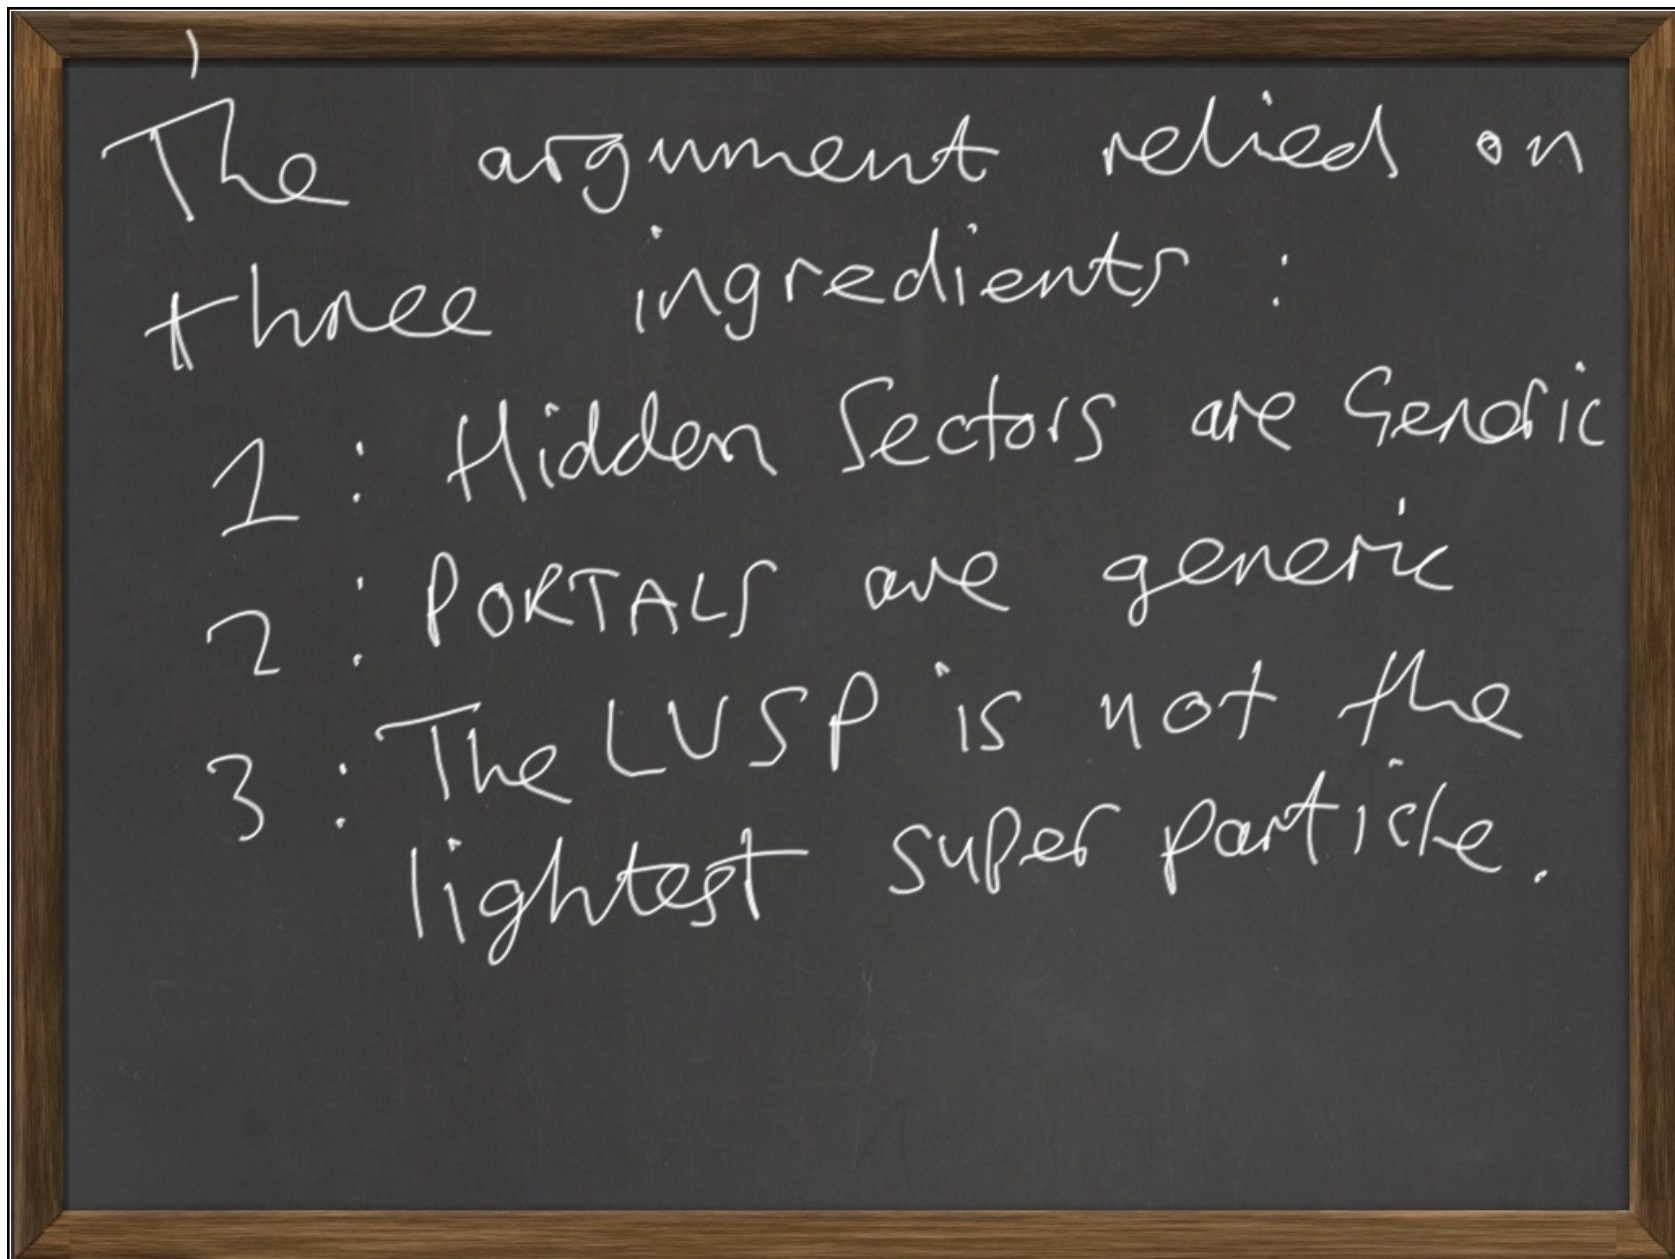 The argument relied on
three ingredients :
1 : Hidden Sectors are Generic
2 : PORTALS are generic
3 : The LVSP is not the
lightest super particle.